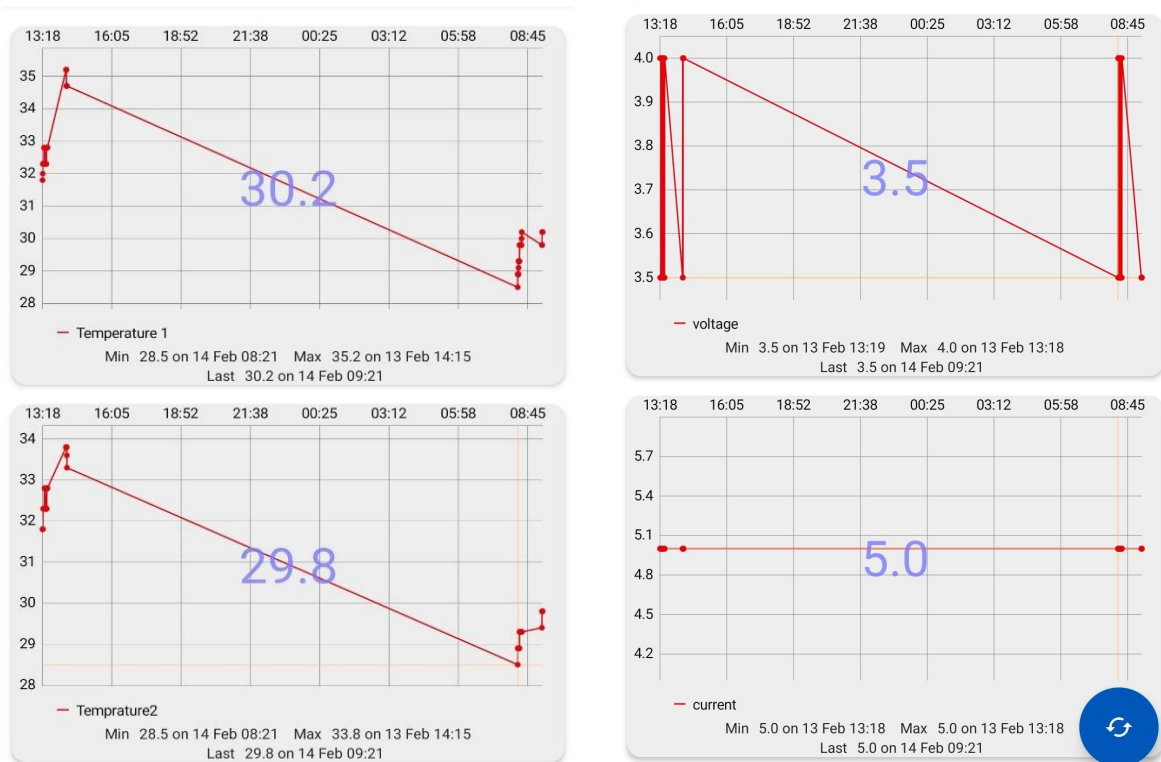 13:18 16:05 18:52 21:38 00:25 03:12 05:58 08:45
35
34
33
32
31
30
29
28
30.2
Temperature 1
Min 28.5 on 14 Feb 08:21 Max 35.2 on 13 Feb 14:15
Last 30.2 on 14 Feb 09:21
13:18 16:05 18:52 21:38 00:25 03:12 05:58 08:45
4.0
3.9
3.8
3.7
3.6
3.5
3.5
voltage
Min 3.5 on 13 Feb 13:19 Max 4.0 on 13 Feb 13:18
Last 3.5 on 14 Feb 09:21
13:18 16:05 18:52 21:38 00:25 03:12 05:58 08:45
34
33
32
31
30
29
28
29.8
Temprature2
Min 28.5 on 14 Feb 08:21 Max 33.8 on 13 Feb 14:15
Last 29.8 on 14 Feb 09:21
13:18 16:05 18:52 21:38 00:25 03:12 05:58 08:45
5.7
5.4
5.1
4.8
4.5
4.2
5.0
current
Min 5.0 on 13 Feb 13:18 Max 5.0 on 13 Feb 13:18
Last 5.0 on 14 Feb 09:21